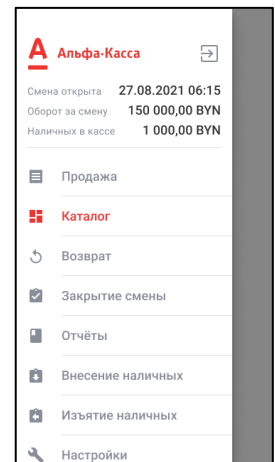 Альфа-Касса
Смена открыта 27.08.2021 06:15
Оборот за смену 150 000,00 BYN
Наличных в кассе 1 000,00 BYN
Продажа
Каталог
Возврат
Закрытие смены
Отчёты
Внесение наличных
Изъятие наличных
Настройки